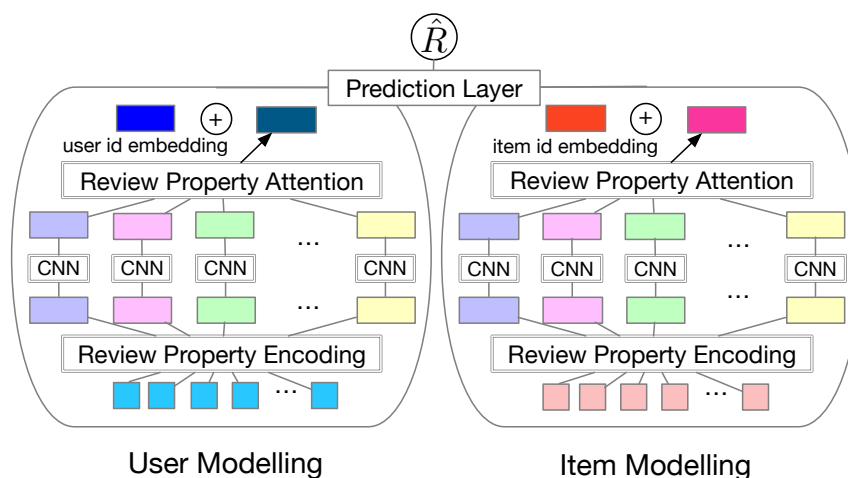 R̂
Prediction Layer
+ +
user id embedding item id embedding
Review Property Attention Review Property Attention
... ...
CNN CNN CNN CNN CNN CNN CNN CNN
... ...
Review Property Encoding Review Property Encoding
... ...
User Modelling Item Modelling